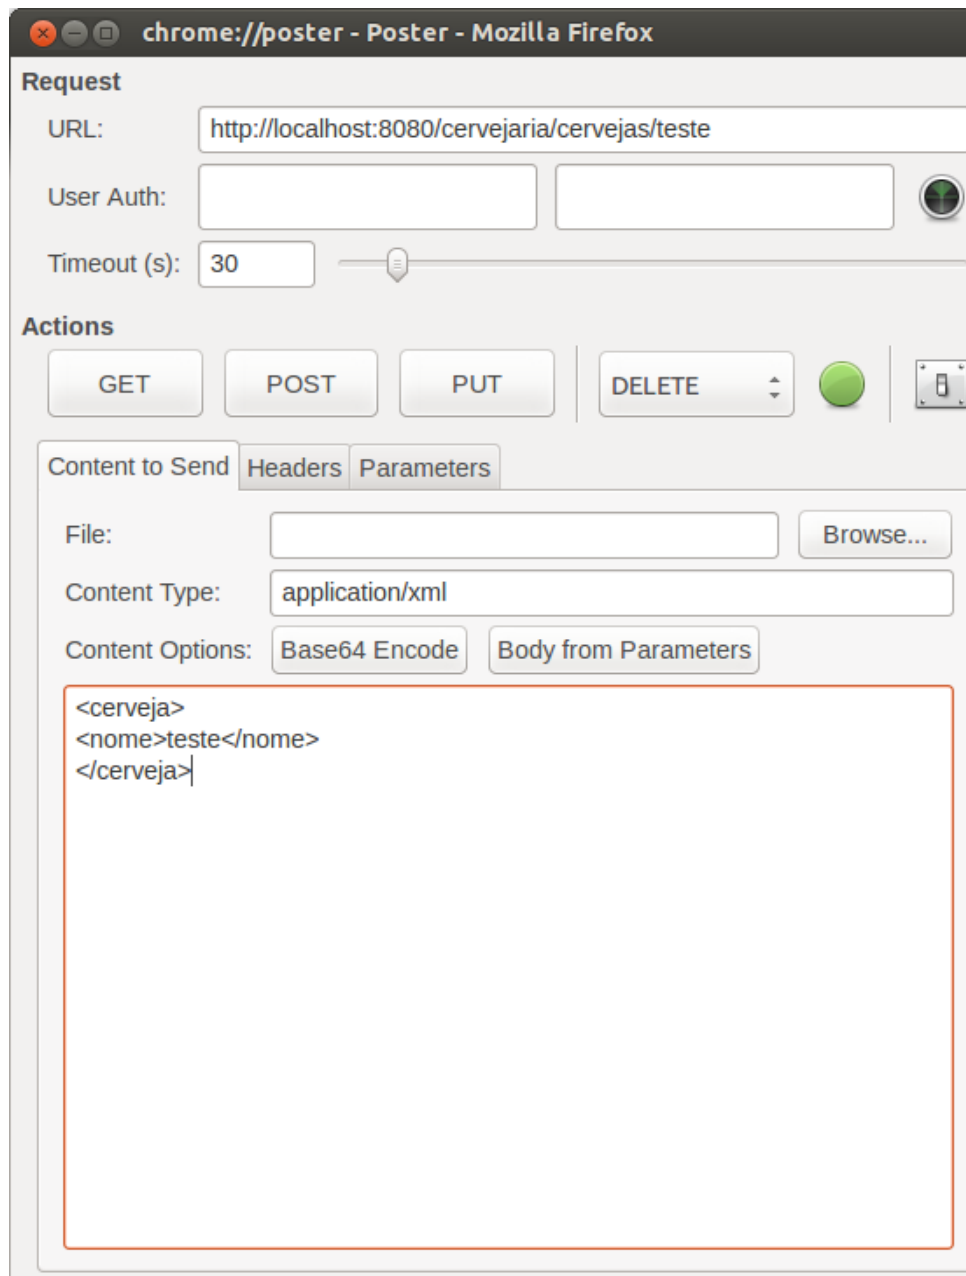 chrome://poster - Poster - Mozilla Firefox
Request
URL: http://localhost:8080/cervejaria/cervejas/teste
User Auth:
Timeout (s): 30
Actions
GET POST PUT DELETE
Content to Send Headers Parameters
File: Browse...
Content Type: application/xml
Content Options: Base64 Encode Body from Parameters
<cerveja>
<nome>teste</nome>
</cerveja>